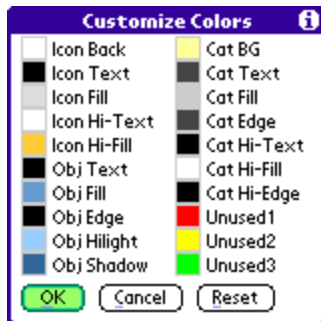 Customize Colors i
Icon Back Cat BG
Icon Text Cat Text
Icon Fill Cat Fill
Icon Hi-Text Cat Edge
Icon Hi-Fill Cat Hi-Text
Obj Text Cat Hi-Fill
Obj Fill Cat Hi-Edge
Obj Edge Unused1
Obj Hilight Unused2
Obj Shadow Unused3
OK Cancel Reset